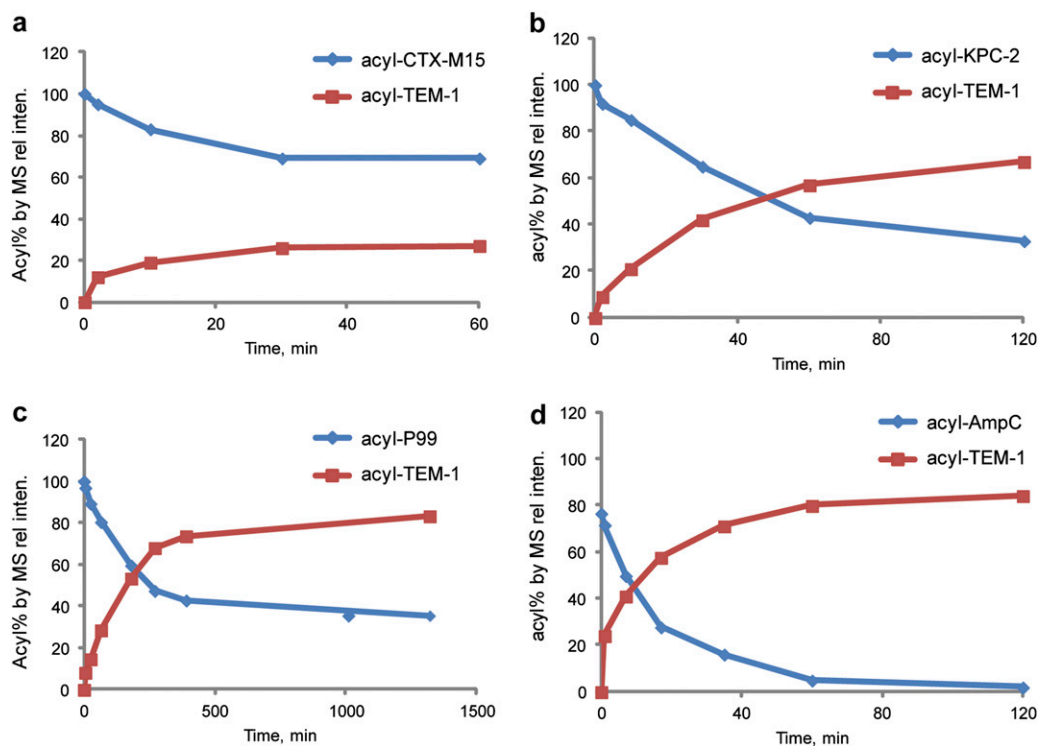 a
120
100
80
60
40
20
0
Acyl% by MS rel inten.
acyl-CTX-M15
acyl-TEM-1
0 20 40 60
Time, min
b
120
100
80
60
40
20
0
acyl% by MS rel inten.
acyl-KPC-2
acyl-TEM-1
0 40 80 120
Time, min
c
120
100
80
60
40
20
0
Acyl% by MS rel inten.
acyl-P99
acyl-TEM-1
0 500 1000 1500
Time, min
d
120
100
80
60
40
20
0
acyl% by MS rel inten.
acyl-AmpC
acyl-TEM-1
0 40 80 120
Time, min